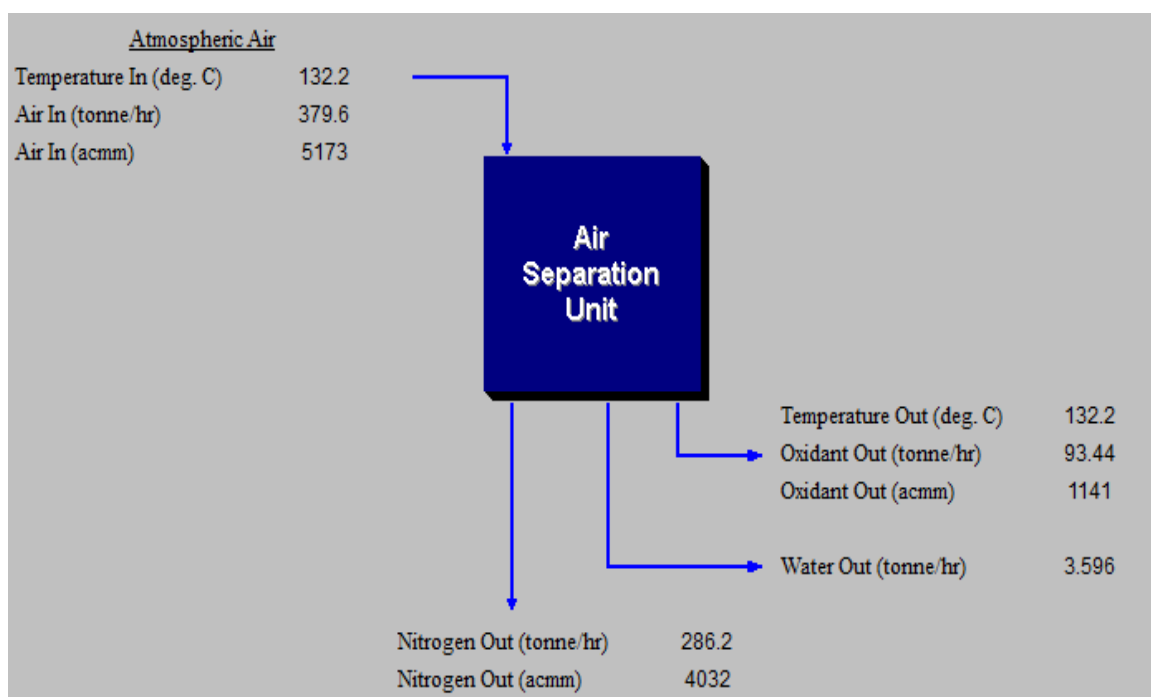 Atmospheric Air
Temperature In (deg. C) 132.2
Air In (tonne/hr) 379.6
Air In (acmm) 5173
Air
Separation
Unit
Temperature Out (deg. C) 132.2
Oxidant Out (tonne/hr) 93.44
Oxidant Out (acmm) 1141
Water Out (tonne/hr) 3.596
Nitrogen Out (tonne/hr) 286.2
Nitrogen Out (acmm) 4032